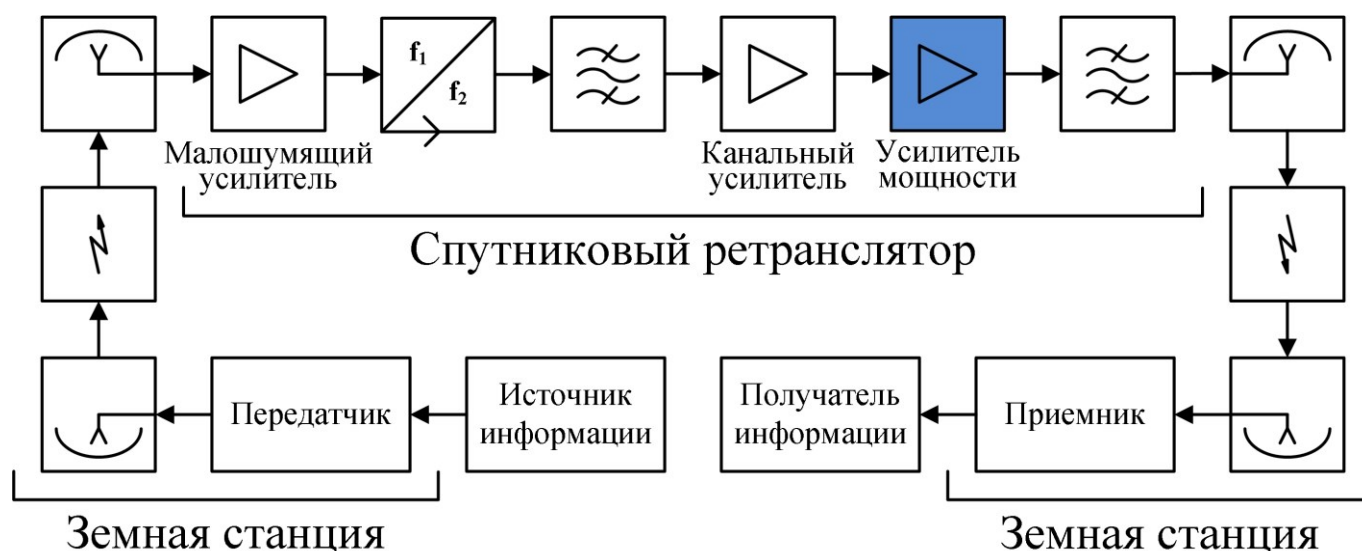 f₁
f₂
Малошумящий
усилитель
Канальный
усилитель
Усилитель
мощности
Спутниковый ретранслятор
Передатчик
Источник
информации
Получатель
информации
Приемник
Земная станция
Земная станция